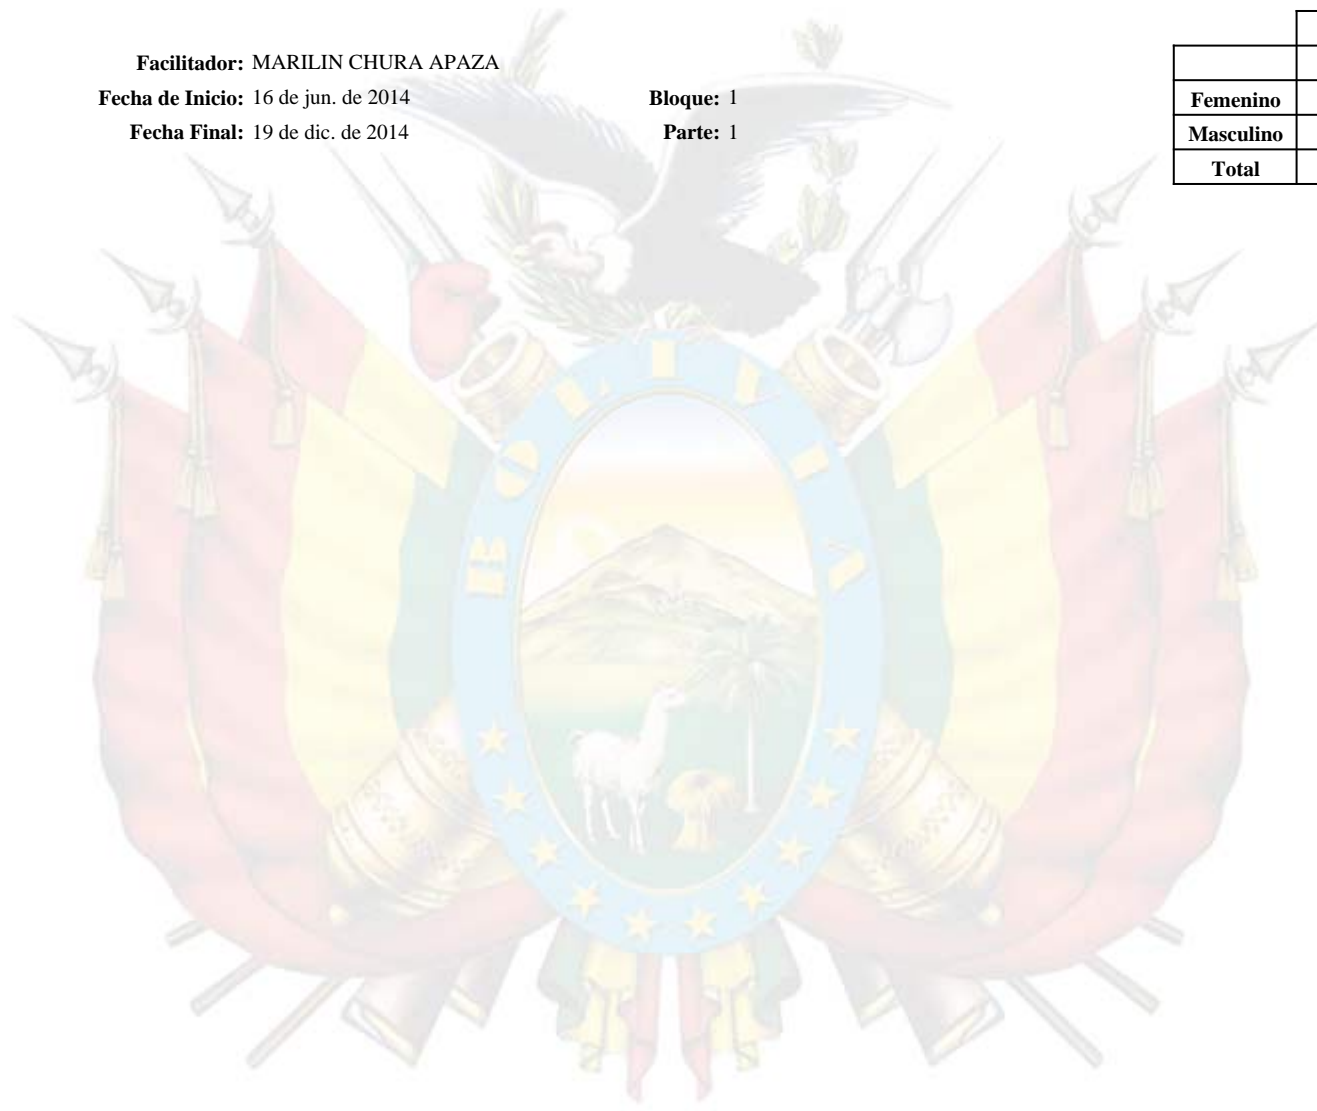 Facilitador: MARILIN CHURA APAZA
Fecha de Inicio: 16 de jun. de 2014 Bloque: 1
Fecha Final: 19 de dic. de 2014 Parte: 1
Femenino
Masculino
Total
BOLIVIA